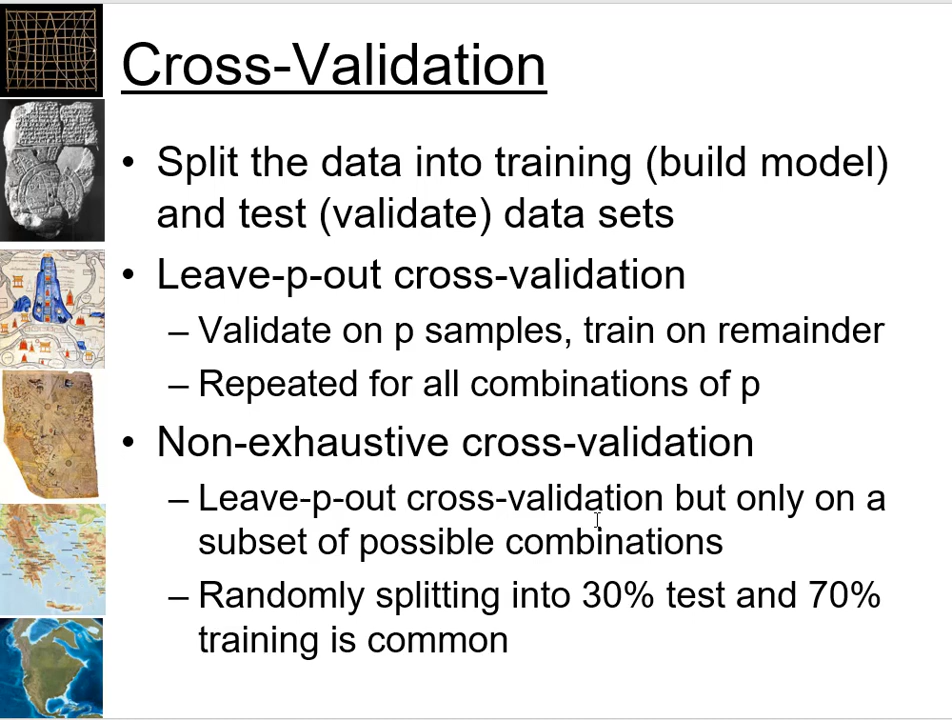 Cross-Validation
• Split the data into training (build model)
and test (validate) data sets
• Leave-p-out cross-validation
– Validate on p samples, train on remainder
– Repeated for all combinations of p
• Non-exhaustive cross-validation
– Leave-p-out cross-validation but only on a
subset of possible combinations
– Randomly splitting into 30% test and 70%
training is common